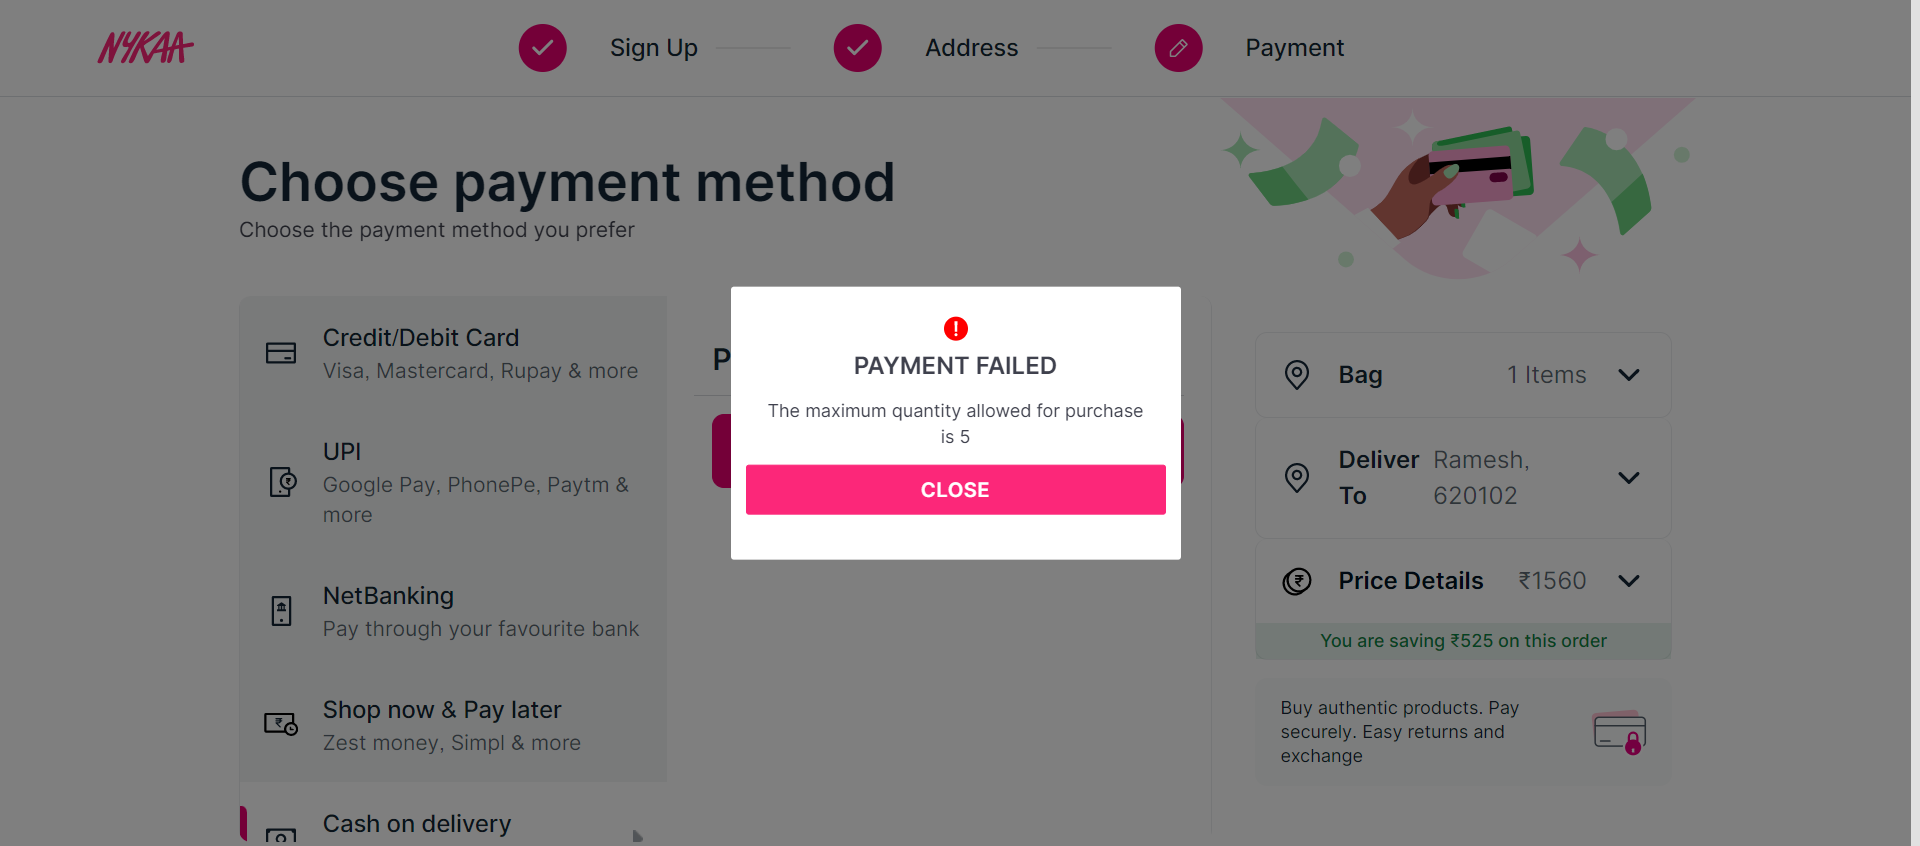 NYKAA
Sign Up
Address
Payment
Choose payment method
Choose the payment method you prefer
Credit/Debit Card
Visa, Mastercard, Rupay & more
UPI
Google Pay, PhonePe, Paytm &
more
NetBanking
Pay through your favourite bank
Shop now & Pay later
Zest money, Simpl & more
Cash on delivery
P
PAYMENT FAILED
The maximum quantity allowed for purchase
is 5
CLOSE
Bag 1 Items
Deliver Ramesh,
To 620102
Price Details ₹1560
You are saving ₹525 on this order
Buy authentic products. Pay
securely. Easy returns and
exchange